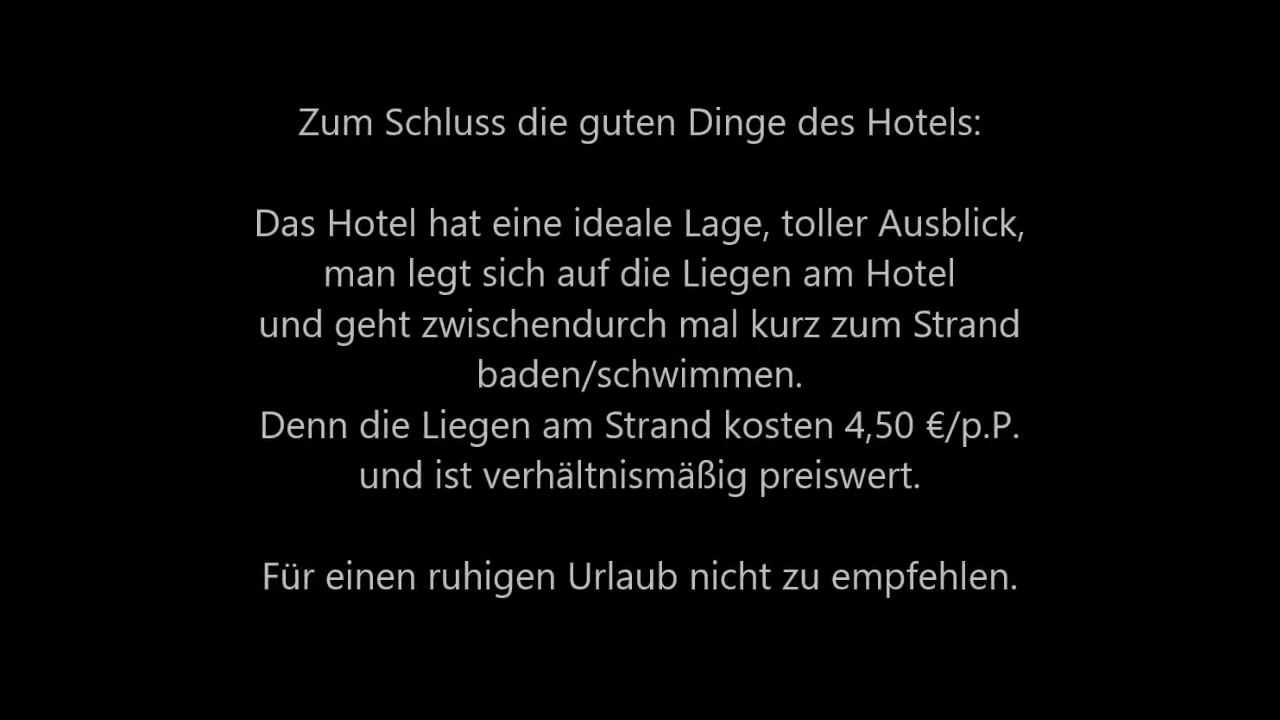 Zum Schluss die guten Dinge des Hotels:
Das Hotel hat eine ideale Lage, toller Ausblick,
man legt sich auf die Liegen am Hotel
und geht zwischendurch mal kurz zum Strand
baden/schwimmen.
Denn die Liegen am Strand kosten 4,50 €/p.P.
und ist verhältnismäßig preiswert.
Für einen ruhigen Urlaub nicht zu empfehlen.